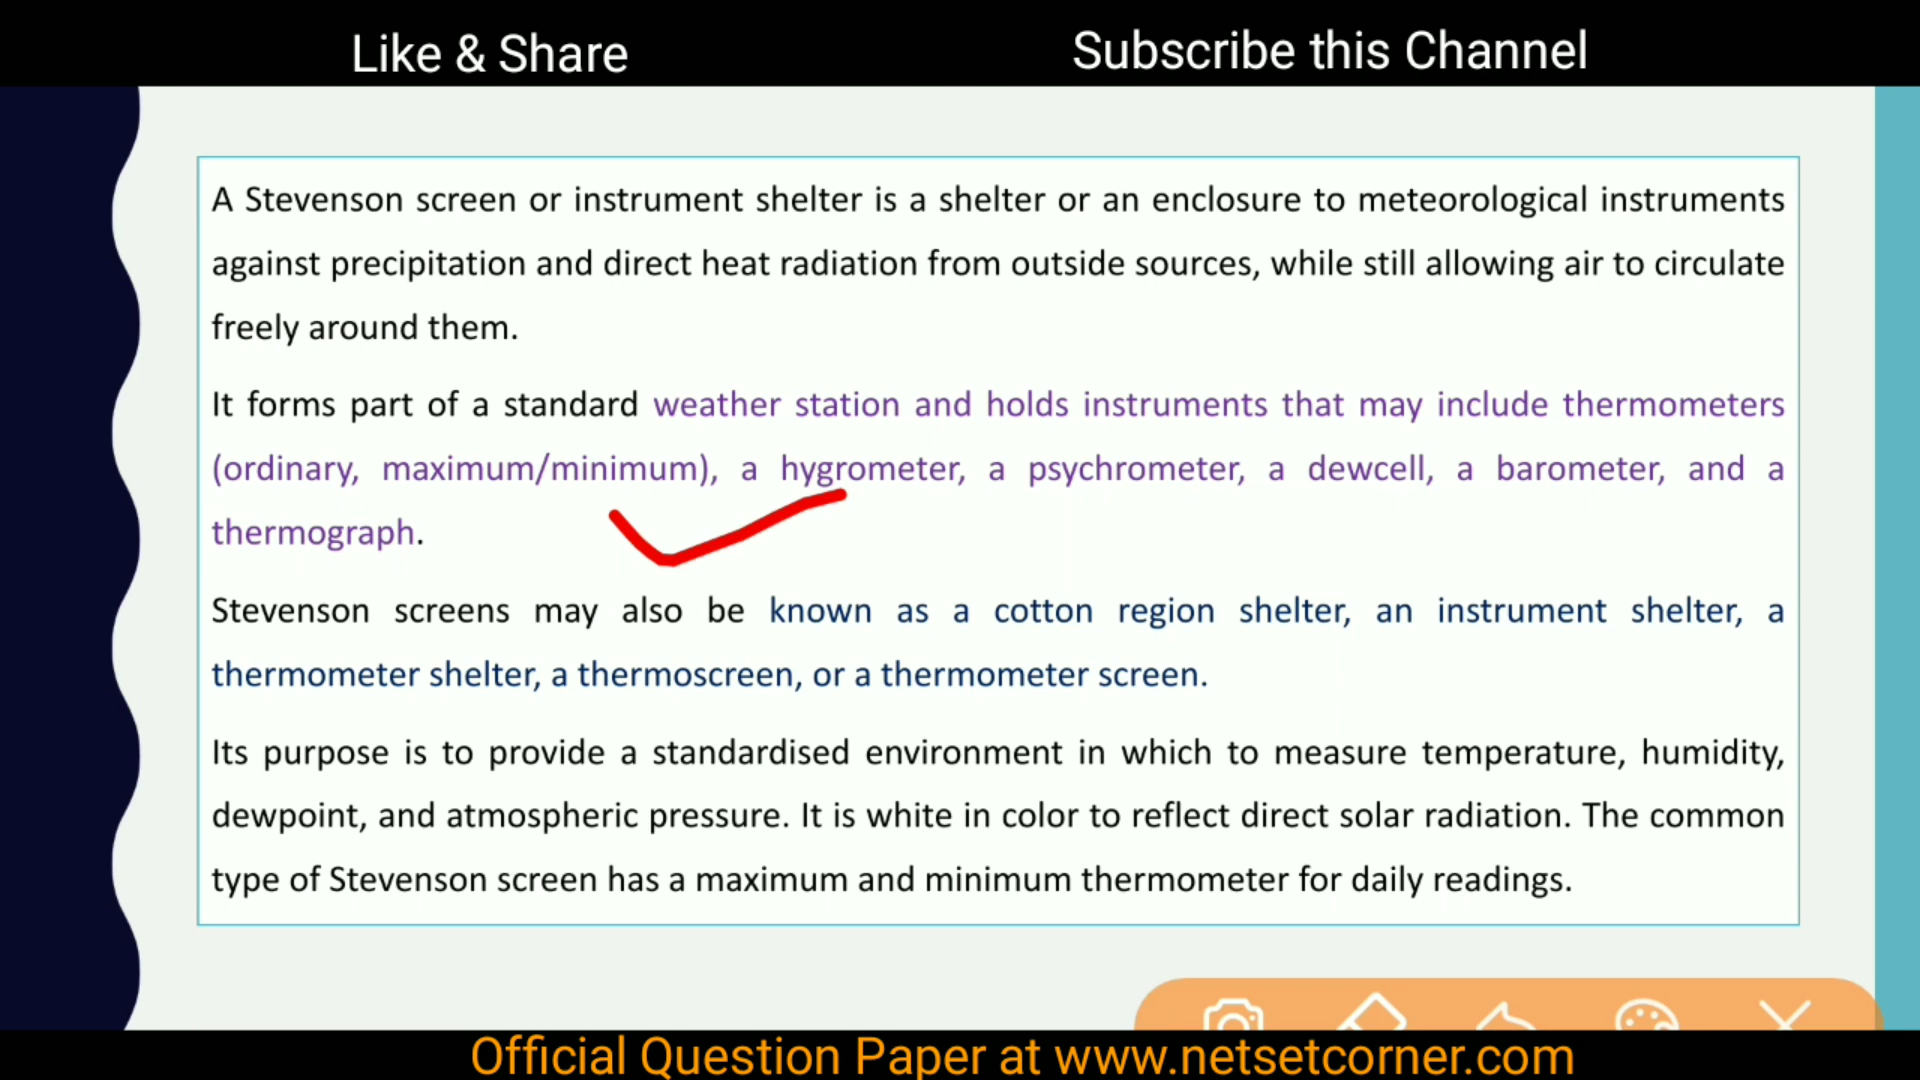 Like & Share
Subscribe this Channel
A Stevenson screen or instrument shelter is a shelter or an enclosure to meteorological instruments
against precipitation and direct heat radiation from outside sources, while still allowing air to circulate
freely around them.
It forms part of a standard weather station and holds instruments that may include thermometers
(ordinary, maximum/minimum), a hygrometer, a psychrometer, a dewcell, a barometer, and a
thermograph.
Stevenson screens may also be known as a cotton region shelter, an instrument shelter, a
thermometer shelter, a thermoscreen, or a thermometer screen.
Its purpose is to provide a standardised environment in which to measure temperature, humidity,
dewpoint, and atmospheric pressure. It is white in color to reflect direct solar radiation. The common
type of Stevenson screen has a maximum and minimum thermometer for daily readings.
Official Question Paper at www.netsetcorner.com